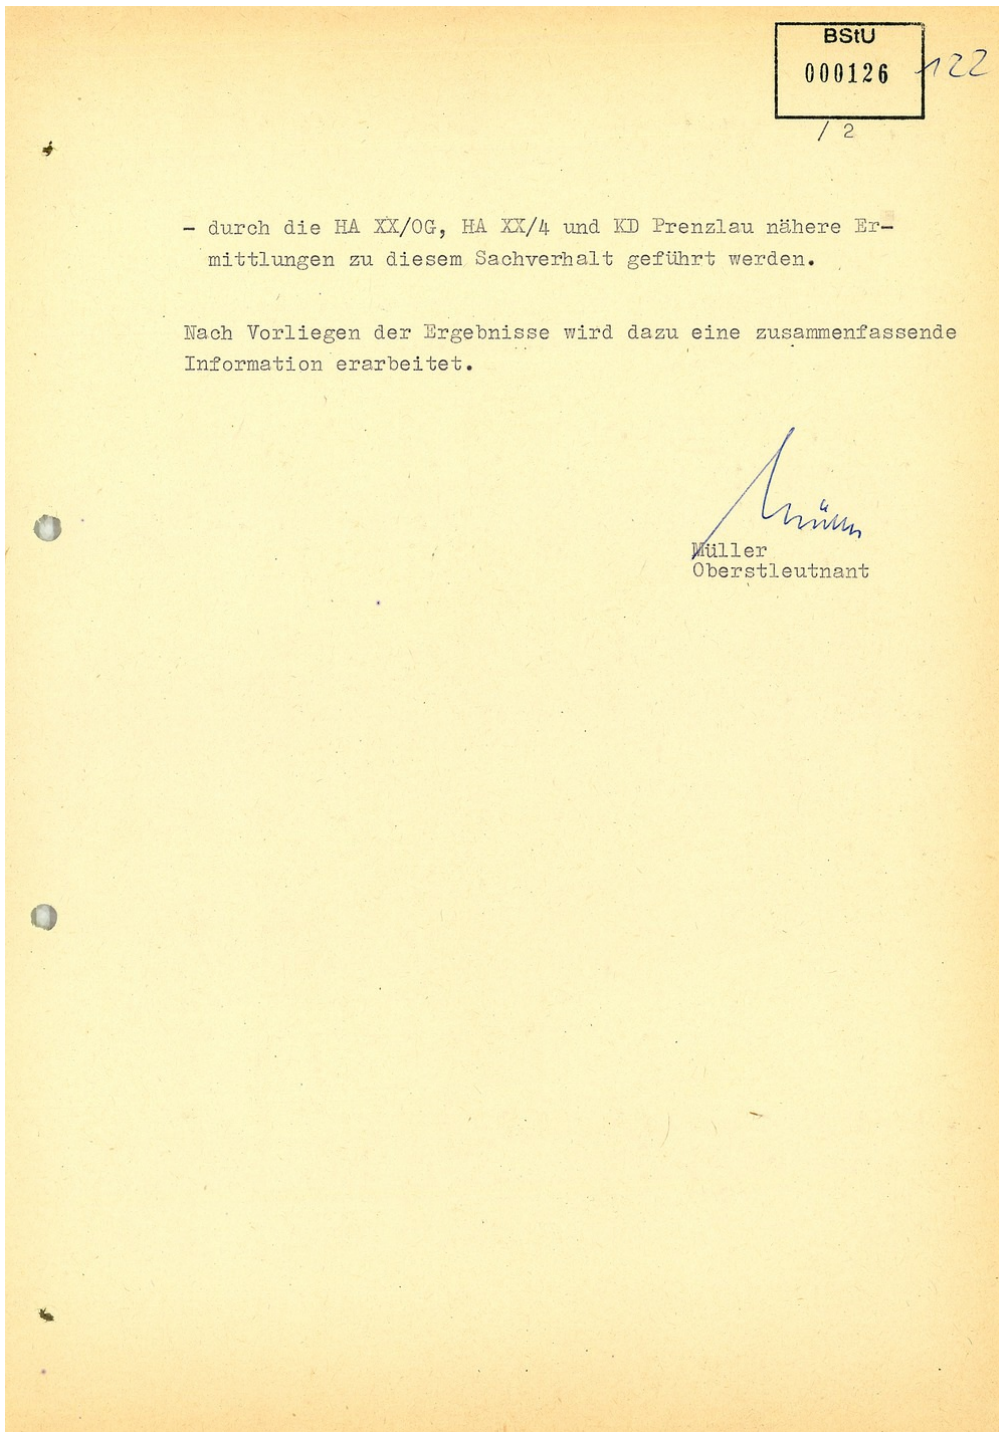 BStU
000126 122
/ 2
- durch die HA XX/OG, HA XX/4 und KD Prenzlau nähere Er-
mittlungen zu diesem Sachverhalt geführt werden.
Nach Vorliegen der Ergebnisse wird dazu eine zusammenfassende
Information erarbeitet.
Müller
Müller
Oberstleutnant